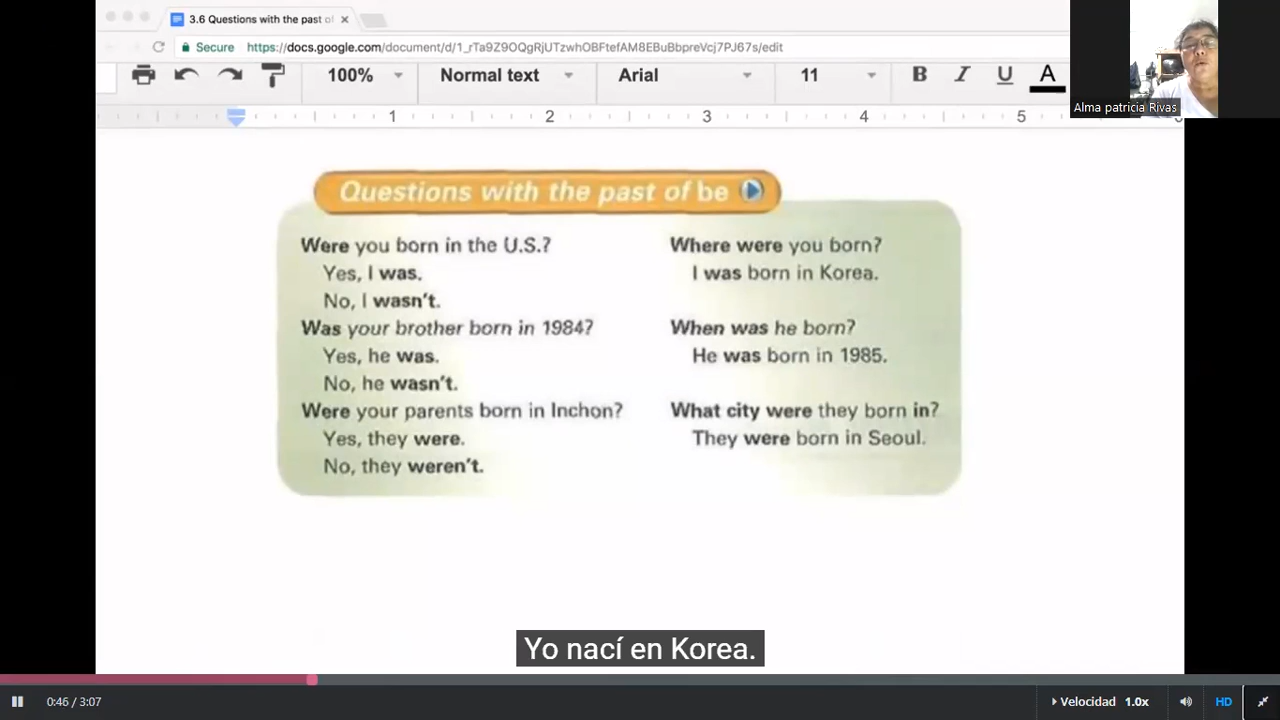 3.6 Questions with the past of
Secure https://docs.google.com/document/d/1_rTa9Z9OQgRjUTzwhOBFtefAM8EBuBbpreVcj7PJ67s/edit
100% Normal text Arial 11 B I U A
1 2 3 4 5
Alma patricia Rivas
Questions with the past of be
Were you born in the U.S.?
Yes, I was.
No, I wasn't.
Was your brother born in 1984?
Yes, he was.
No, he wasn't.
Were your parents born in Inchon?
Yes, they were.
No, they weren't.
Where were you born?
I was born in Korea.
When was he born?
He was born in 1985.
What city were they born in?
They were born in Seoul.
Yo nací en Korea.
0:46 / 3:07
Velocidad 1.0x
HD